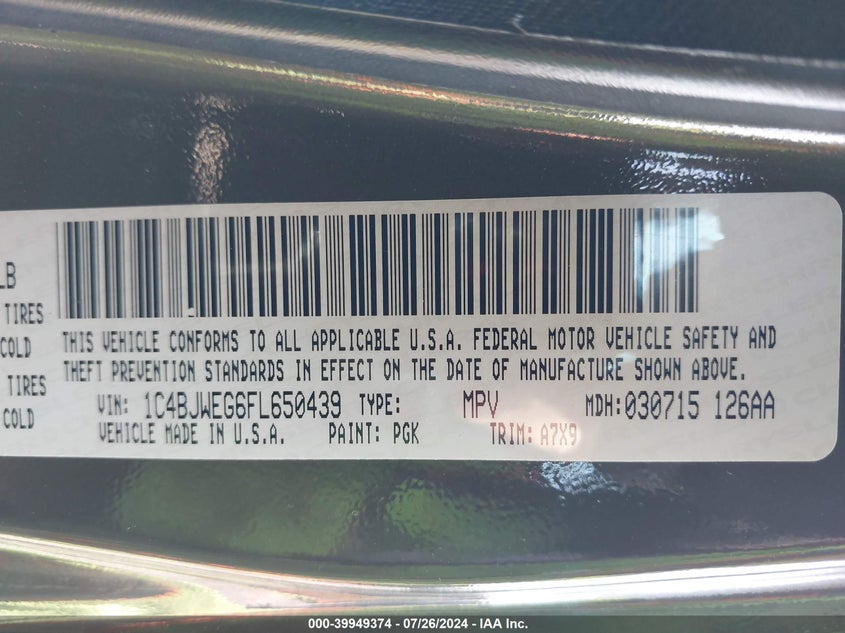 LB
TIRES
COLD
TIRES
COLD
THIS VEHICLE CONFORMS TO ALL APPLICABLE U.S.A. FEDERAL MOTOR VEHICLE SAFETY AND
THEFT PREVENTION STANDARDS IN EFFECT ON THE DATE OF MANUFACTURE SHOWN ABOVE.
VIN: 1C4BJWEG6FL650439 TYPE: MPV MDH:030715 126AA
VEHICLE MADE IN U.S.A. PAINT: PGK TRIM: A7X9
000-39949374 / 07/26/2024 - IAA Inc.